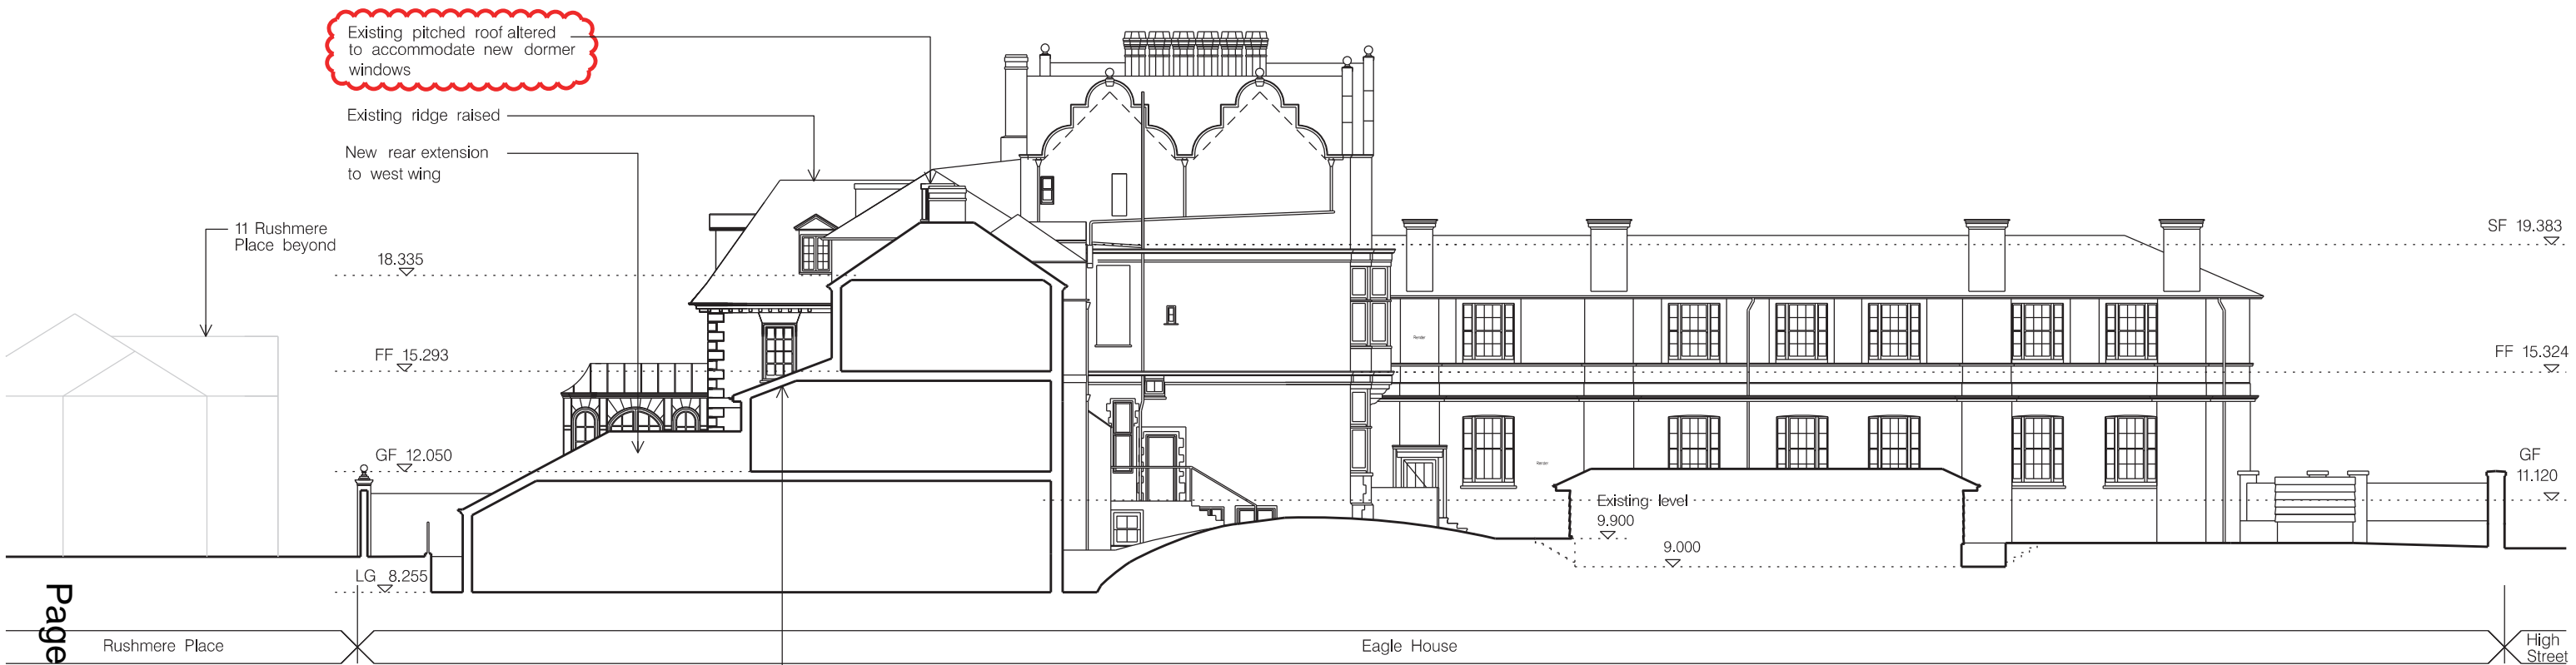 Existing pitched roof altered
to accommodate new dormer
windows
Existing ridge raised
New rear extension
to west wing
11 Rushmere
Place beyond
18.335
FF 15.293
GF 12.050
LG 8.255
SF 19.383
FF 15.324
GF
11.120
Render
Render
Existing level
9.900
9.000
Page
Rushmere Place
Eagle House
High
Street